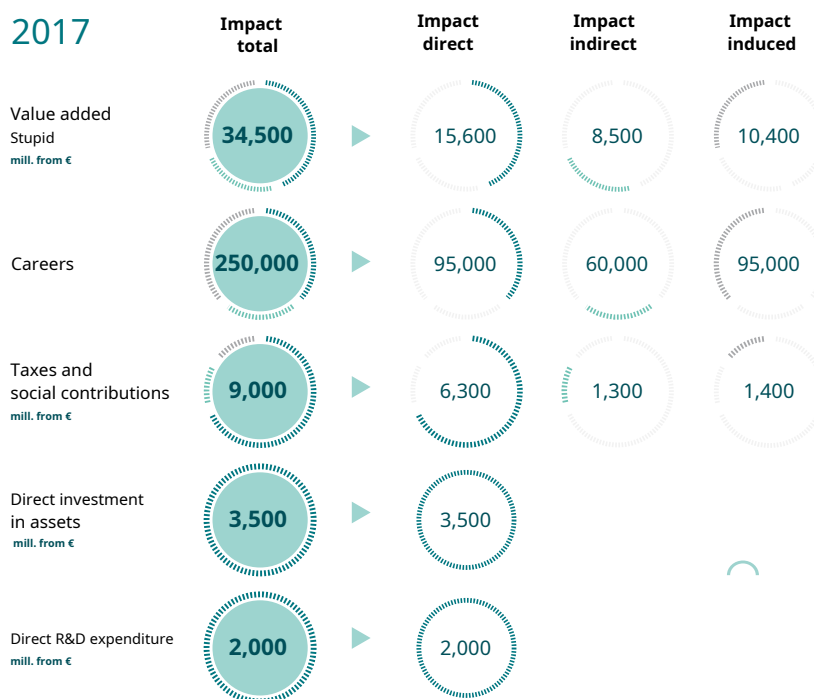 2017
Impact
total
Impact
direct
Impact
indirect
Impact
induced
Value added
Stupid
mill. from €
34,500
15,600
8,500
10,400
Careers
250,000
95,000
60,000
95,000
Taxes and
social contributions
mill. from €
9,000
6,300
1,300
1,400
Direct investment
in assets
mill. from €
3,500
3,500
Direct R&D expenditure
mill. from €
2,000
2,000